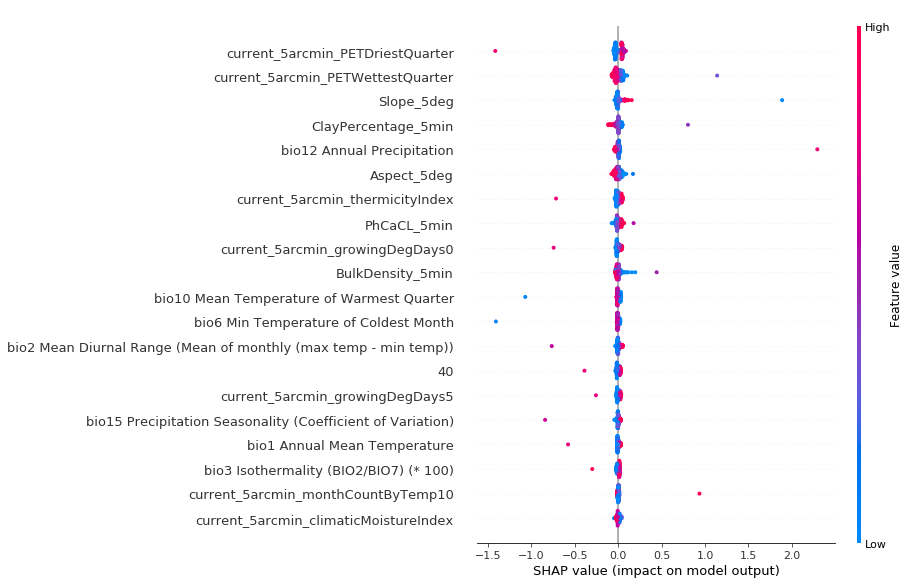 High
current_5arcmin_PETDriestQuarter
current_5arcmin_PETWettestQuarter
Slope_5deg
ClayPercentage_5min
bio12 Annual Precipitation
Aspect_5deg
current_5arcmin_thermicityIndex
PhCaCL_5min
current_5arcmin_growingDegDays0
BulkDensity_5min
bio10 Mean Temperature of Warmest Quarter
bio6 Min Temperature of Coldest Month
bio2 Mean Diurnal Range (Mean of monthly (max temp - min temp))
40
current_5arcmin_growingDegDays5
bio15 Precipitation Seasonality (Coefficient of Variation)
bio1 Annual Mean Temperature
bio3 Isothermality (BIO2/BIO7) (* 100)
current_5arcmin_monthCountByTemp10
current_5arcmin_climaticMoistureIndex
Feature value
Low
−1.5 −1.0 −0.5 0.0 0.5 1.0 1.5 2.0
SHAP value (impact on model output)